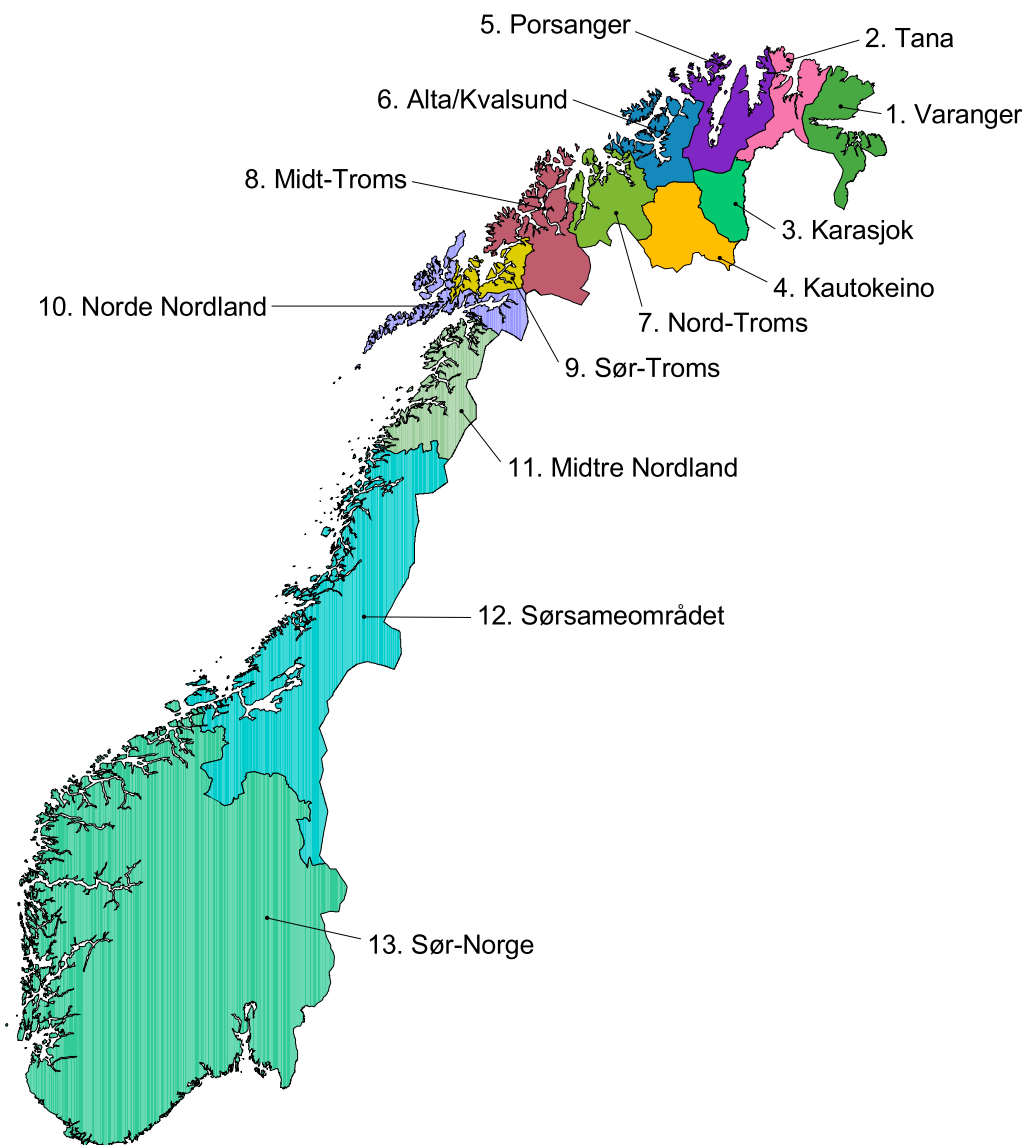 5. Porsanger
2. Tana
6. Alta/Kvalsund
1. Varanger
8. Midt-Troms
3. Karasjok
4. Kautokeino
10. Norde Nordland
7. Nord-Troms
9. Sør-Troms
11. Midtre Nordland
12. Sørsameområdet
13. Sør-Norge